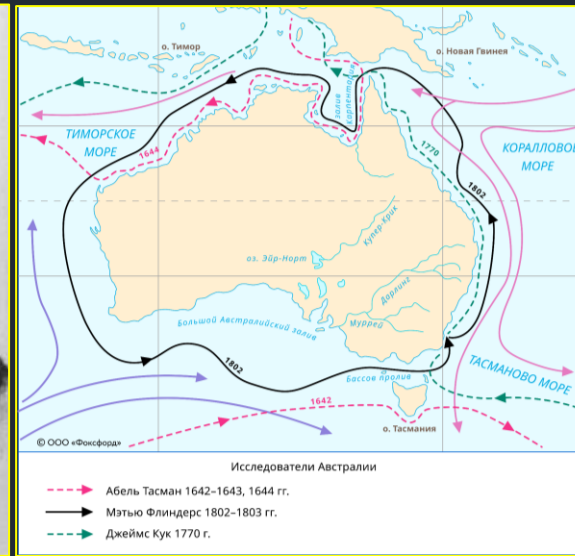 о. Тимор
о. Новая Гвинея
залив
Карпентария
ТИМОРСКОЕ
МОРЕ
1644
1770
КОРАЛЛОВОЕ
МОРЕ
1802
Купер-Крик
оз. Эйр-Норт
Дарлинг
Муррей
Большой Австралийский залив
1802
Бассов пролив
ТАСМАНОВО МОРЕ
1642
о. Тасмания
© ООО «Фоксфорд»
Исследователи Австралии
Абель Тасман 1642–1643, 1644 гг.
Мэтью Флиндерс 1802–1803 гг.
Джеймс Кук 1770 г.